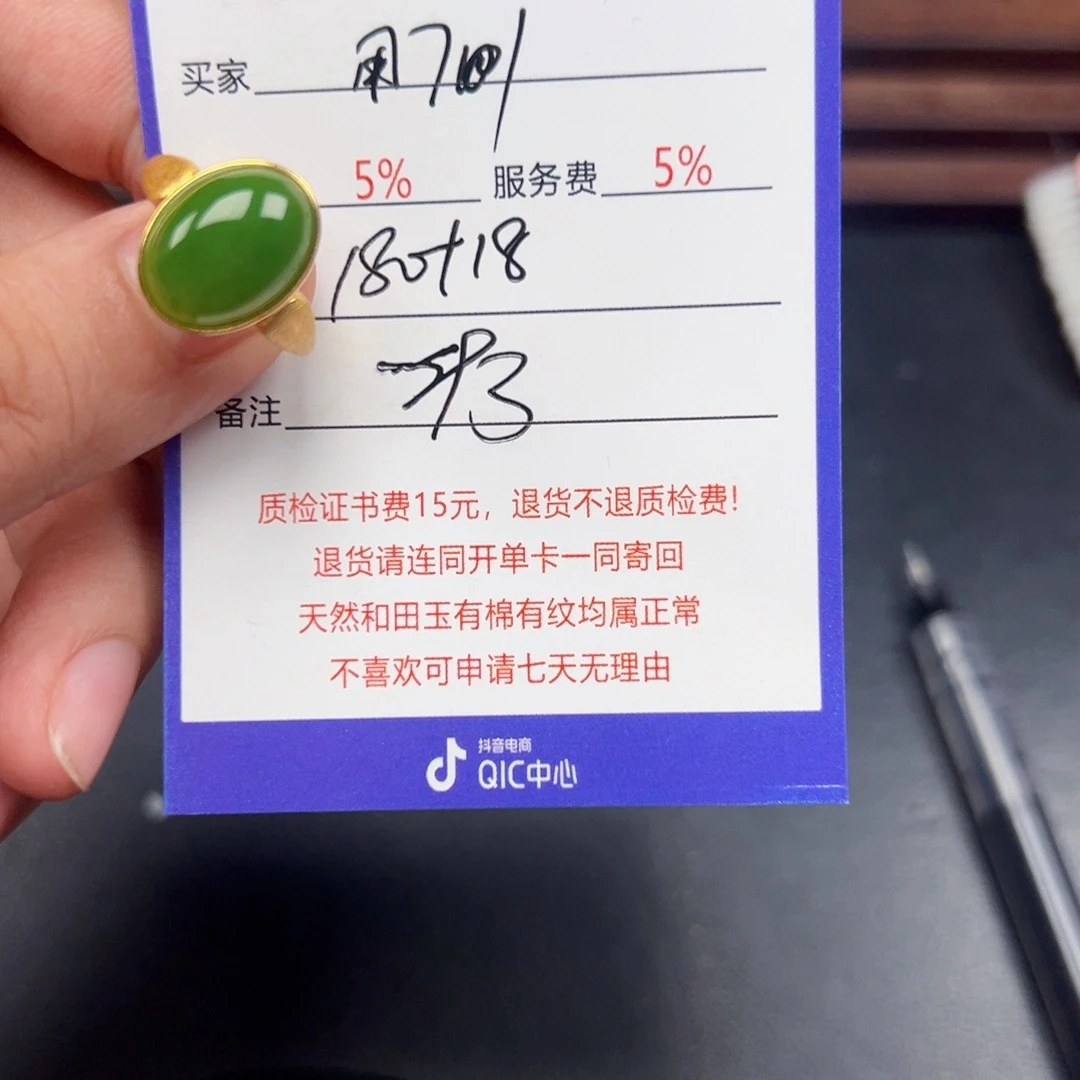 买家 用7
5% 服务费 5%
180+18
备注
质检证书费15元，退货不退质检费！
退货请连同开单卡一同寄回
天然和田玉有棉有纹均属正常
不喜欢可申请七天无理由
抖音电商
QIC中心